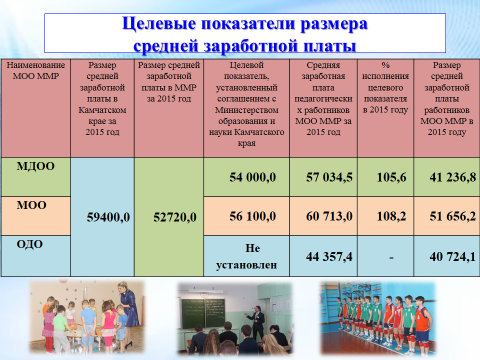 Целевые показатели размера
средней заработной платы
Наименование
МОО ММР
Размер
средней
заработной
платы в
Камчатском
крае за
2015 год
Размер средней
заработной
платы в ММР
за 2015 год
Целевой
показатель,
установленный
соглашением с
Министерством
образования и
науки Камчатского
края
Средняя
заработная
плата
педагогически
х работников
МОО ММР за
2015 год
%
исполнения
целевого
показателя
в 2015 году
Размер
средней
заработной
платы
работников
МОО ММР в
2015 году
МДОО
59400,0
52720,0
54 000,0
57 034,5
105,6
41 236,8
МОО
56 100,0
60 713,0
108,2
51 656,2
ОДО
Не
установлен
44 357,4
-
40 724,1